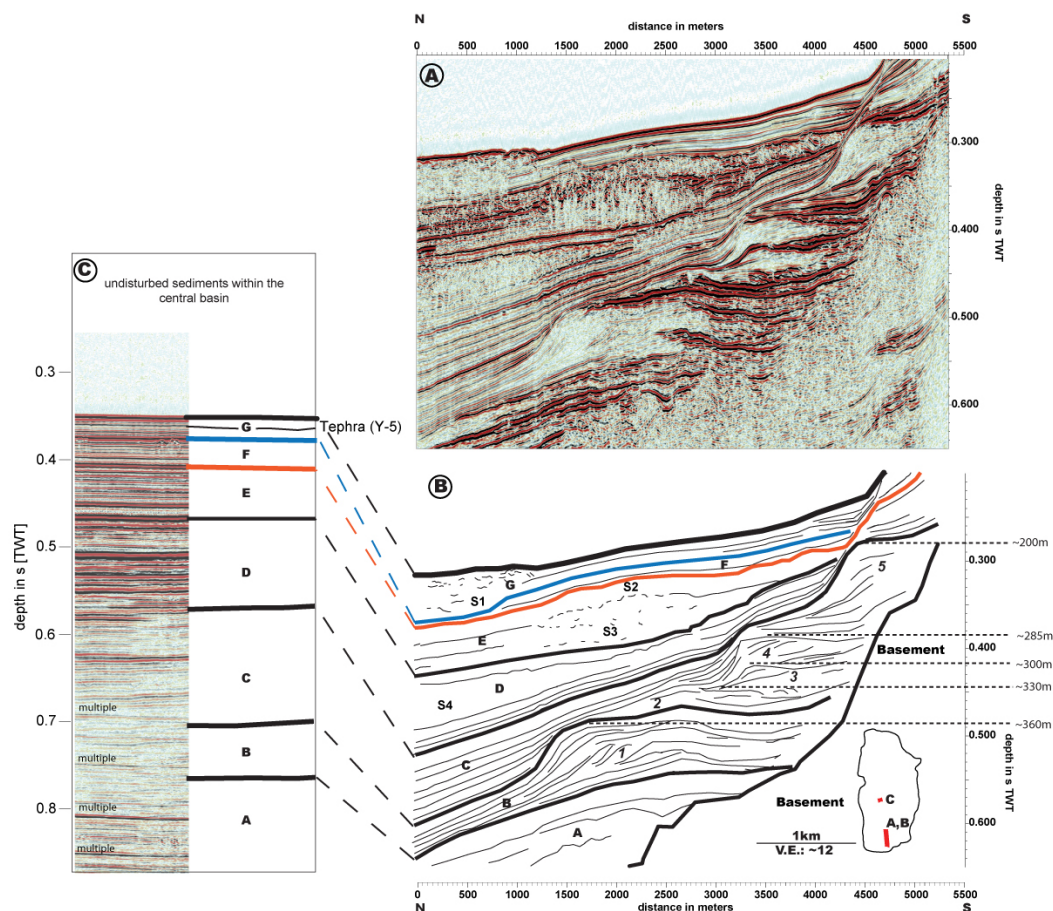 N
S
distance in meters
0 500 1000 1500 2000 2500 3000 3500 4000 4500 5000 5500
A
0.300
0.400
0.500
0.600
depth in s TWT
C
undisturbed sediments within the
central basin
0.3
0.4
0.5
0.6
0.7
0.8
depth in s [TWT]
multiple
multiple
multiple
multiple
G
Tephra (Y-5)
F
E
D
C
B
A
B
G
S1
S2
F
S3
E
D
S4
C
B
A
1
2
3
4
5
Basement
Basement
~200m
0.300
~285m
0.400
~300m
~330m
~360m
0.500
0.600
depth in s TWT
1km
V.E.: ~12
C
A,B
0 500 1000 1500 2000 2500 3000 3500 4000 4500 5000 5500
N
distance in meters
S